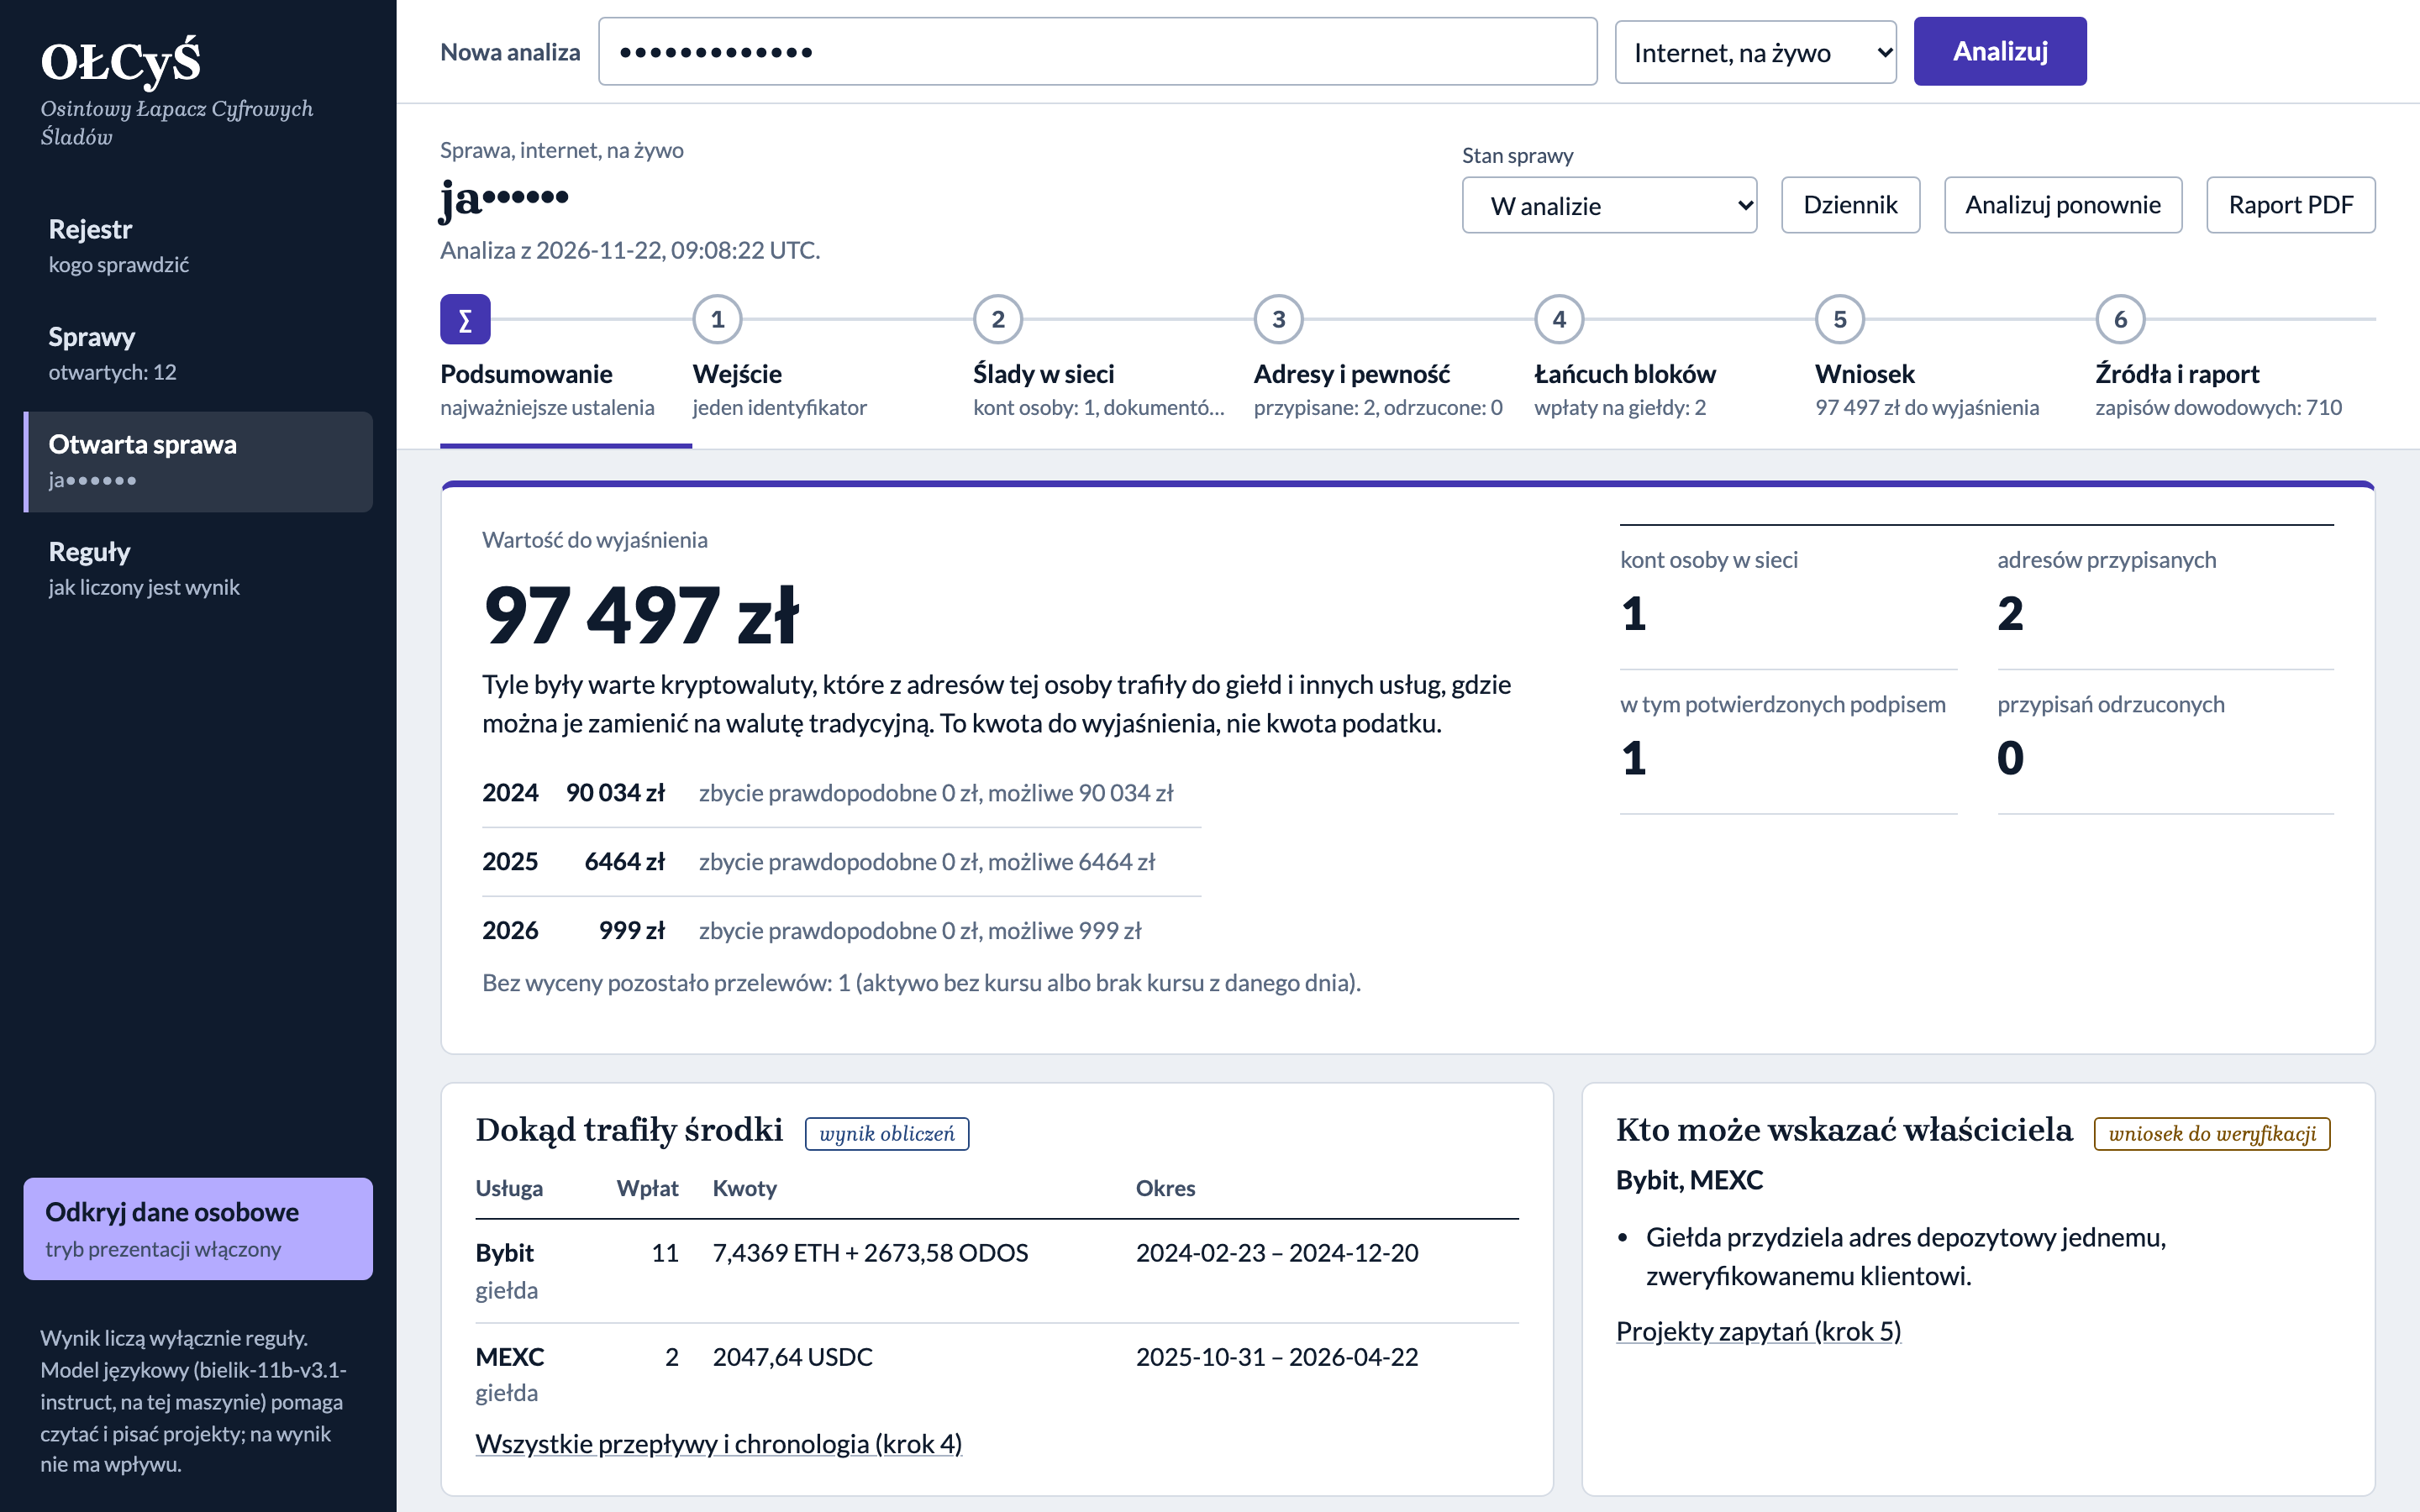 OŁCyŚ
Osintowy Łapacz Cyfrowych
Śladów
Rejestr
kogo sprawdzić
Sprawy
otwartych: 12
Otwarta sprawa
ja••••••
Reguły
jak liczony jest wynik
Odkryj dane osobowe
tryb prezentacji włączony
Wynik liczą wyłącznie reguły.
Model językowy (bielik-11b-v3.1-
instruct, na tej maszynie) pomaga
czytać i pisać projekty; na wynik
nie ma wpływu.
Nowa analiza •••••••••••••  Internet, na żywo Analizuj
Sprawa, internet, na żywo
ja••••••
Analiza z 2026-11-22, 09:08:22 UTC.
Stan sprawy
W analizie Dziennik Analizuj ponownie Raport PDF
∑ 1 2 3 4 5 6
Podsumowanie Wejście Ślady w sieci Adresy i pewność Łańcuch bloków Wniosek Źródła i raport
najważniejsze ustalenia jeden identyfikator kont osoby: 1, dokumentó... przypisane: 2, odrzucone: 0 wpłaty na giełdy: 2 97 497 zł do wyjaśnienia zapisów dowodowych: 710
Wartość do wyjaśnienia
97 497 zł
Tyle były warte kryptowaluty, które z adresów tej osoby trafiły do giełd i innych usług, gdzie
można je zamienić na walutę tradycyjną. To kwota do wyjaśnienia, nie kwota podatku.
2024 90 034 zł zbycie prawdopodobne 0 zł, możliwe 90 034 zł
2025 6464 zł zbycie prawdopodobne 0 zł, możliwe 6464 zł
2026 999 zł zbycie prawdopodobne 0 zł, możliwe 999 zł
Bez wyceny pozostało przelewów: 1 (aktywo bez kursu albo brak kursu z danego dnia).
kont osoby w sieci adresów przypisanych
1 2
w tym potwierdzonych podpisem przypisań odrzuconych
1 0
Dokąd trafiły środki wynik obliczeń
Usługa Wpłat Kwoty Okres
Bybit 11 7,4369 ETH + 2673,58 ODOS 2024-02-23 – 2024-12-20
giełda
MEXC 2 2047,64 USDC 2025-10-31 – 2026-04-22
giełda
Wszystkie przepływy i chronologia (krok 4)
Kto może wskazać właściciela wniosek do weryfikacji
Bybit, MEXC
• Giełda przydziela adres depozytowy jednemu,
zweryfikowanemu klientowi.
Projekty zapytań (krok 5)